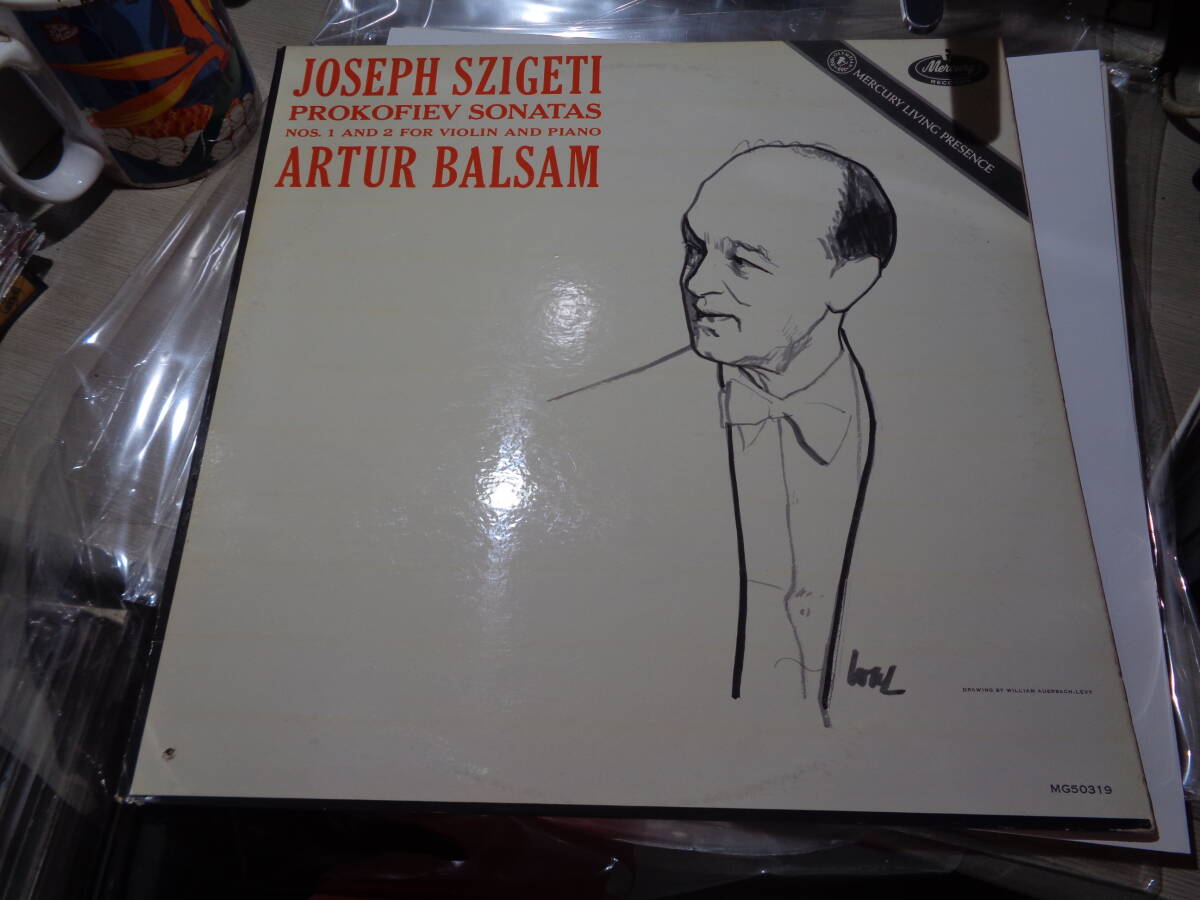 JOSEPH SZIGETI
PROKOFIEV SONATAS
NOS. 1 AND 2 FOR VIOLIN AND PIANO
ARTUR BALSAM
MERCURY LIVING PRESENCE
Mercury
RECORDS
DRAWING BY WILLIAM AUERBACH-LEVY
MG50319